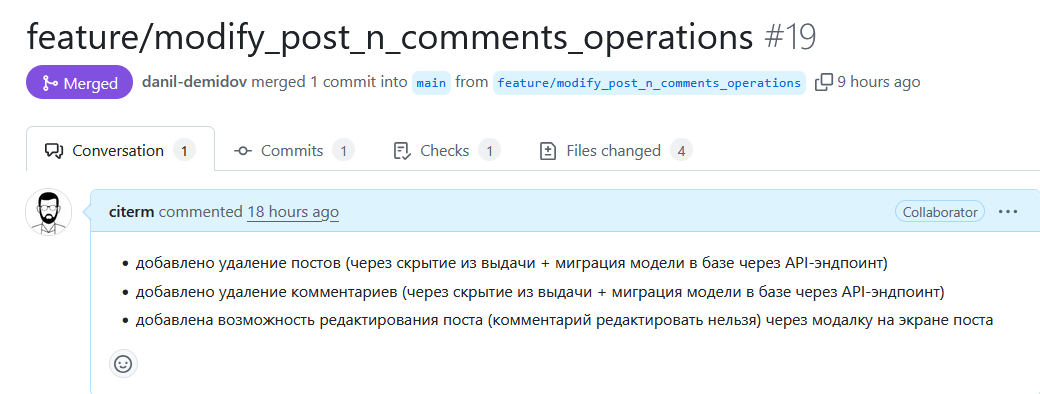 feature/modify_post_n_comments_operations #19
Merged danil-demidov merged 1 commit into main from feature/modify_post_n_comments_operations 9 hours ago
Conversation 1 Commits 1 Checks 1 Files changed 4
citerm commented 18 hours ago Collaborator
добавлено удаление постов (через скрытие из выдачи + миграция модели в базе через API-эндпоинт)
добавлено удаление комментариев (через скрытие из выдачи + миграция модели в базе через API-эндпоинт)
добавлена возможность редактирования поста (комментарий редактировать нельзя) через модалку на экране поста